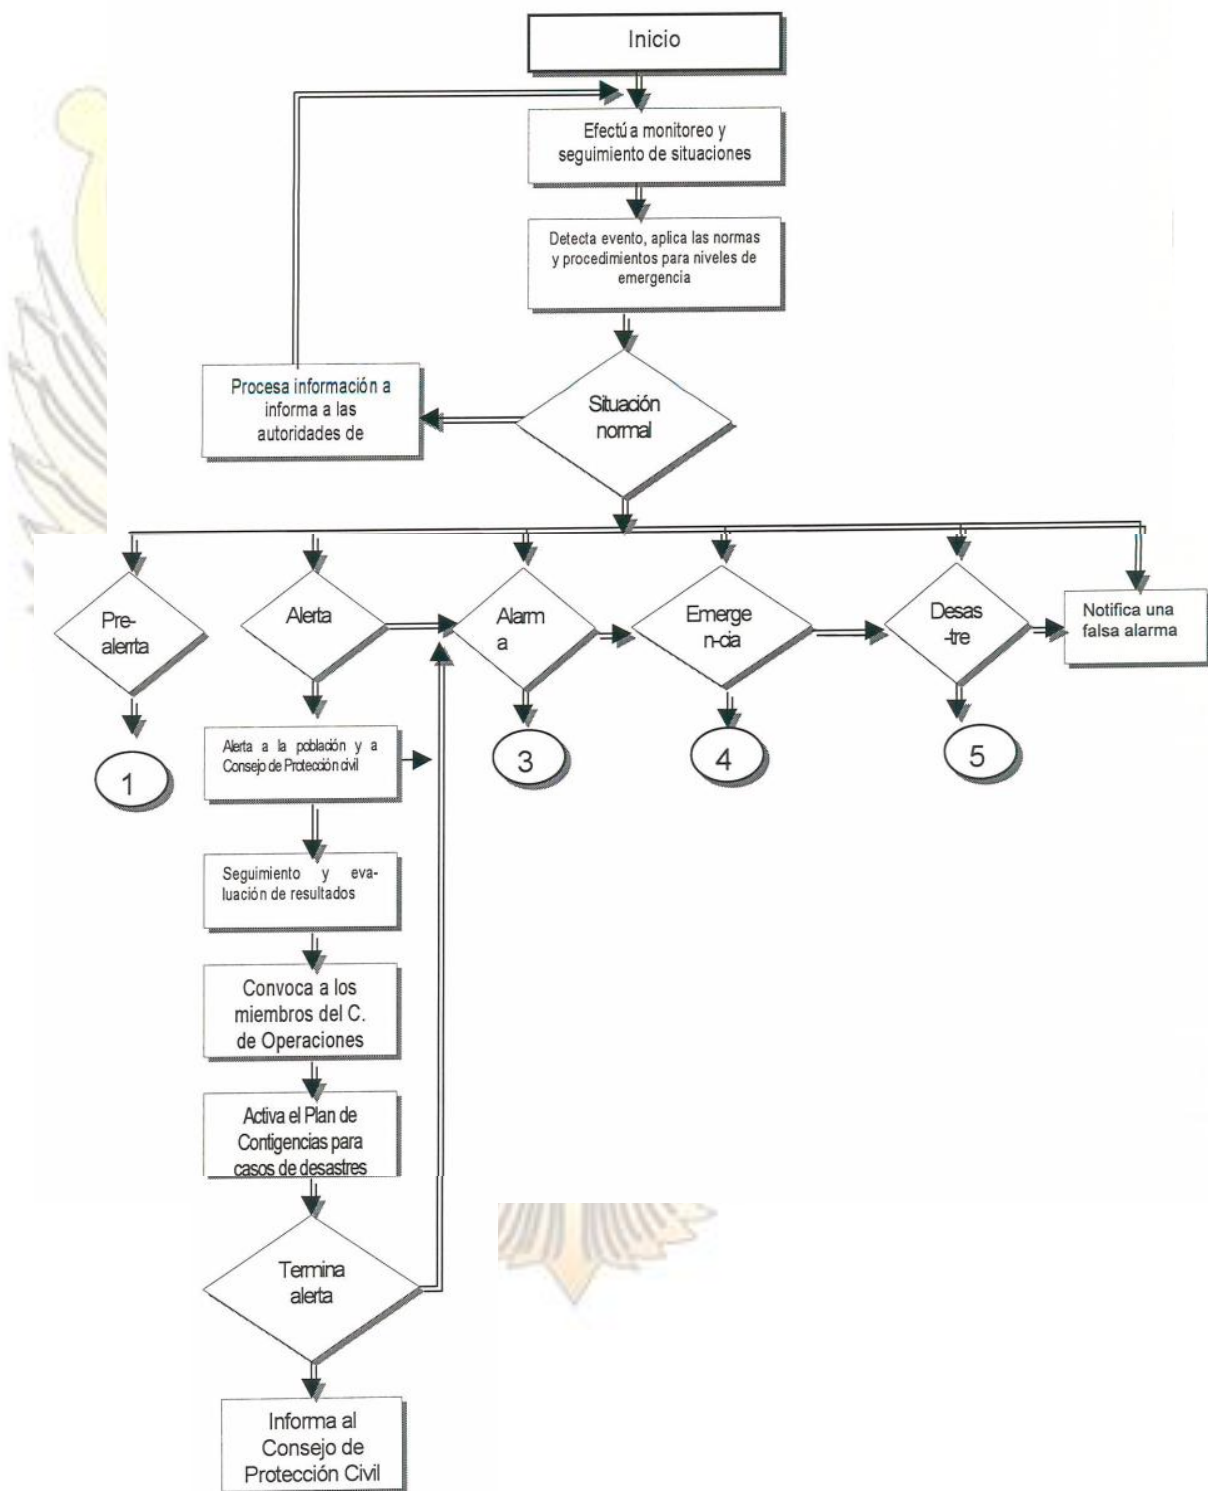 Inicio
Efectúa monitoreo y
seguimiento de situaciones
Detecta evento, aplica las normas
y procedimientos para niveles de
emergencia
Procesa información a
informa a las
autoridades de
Situación
normal
Pre-
alerrta
Alerta
Alarm
a
Emerge
n-cia
Desas
-tre
Notifica una
falsa alarma
1
Alerta a la población y a
Consejo de Protección civil
3
4
5
Seguimiento y eva-
luación de resultados
Convoca a los
miembros del C.
de Operaciones
Activa el Plan de
Contigencias para
casos de desastres
Termina
alerta
Informa al
Consejo de
Protección Civil